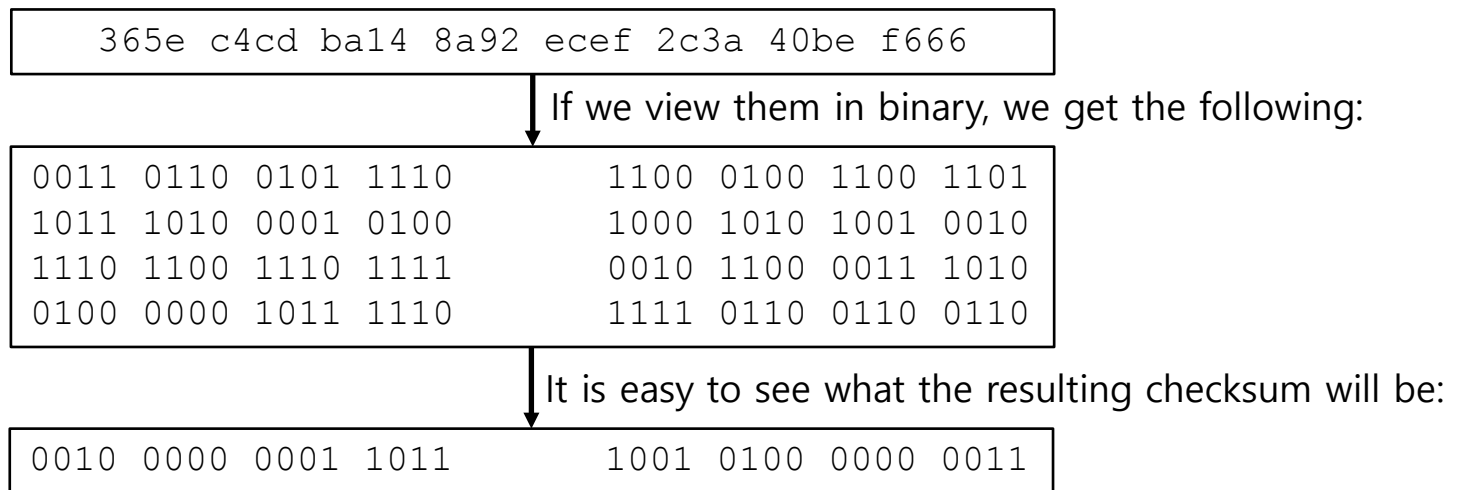 365e c4cd ba14 8a92 ecef 2c3a 40be f666
If we view them in binary, we get the following:
0011 0110 0101 1110 1100 0100 1100 1101
1011 1010 0001 0100 1000 1010 1001 0010
1110 1100 1110 1111 0010 1100 0011 1010
0100 0000 1011 1110 1111 0110 0110 0110
It is easy to see what the resulting checksum will be:
0010 0000 0001 1011 1001 0100 0000 0011